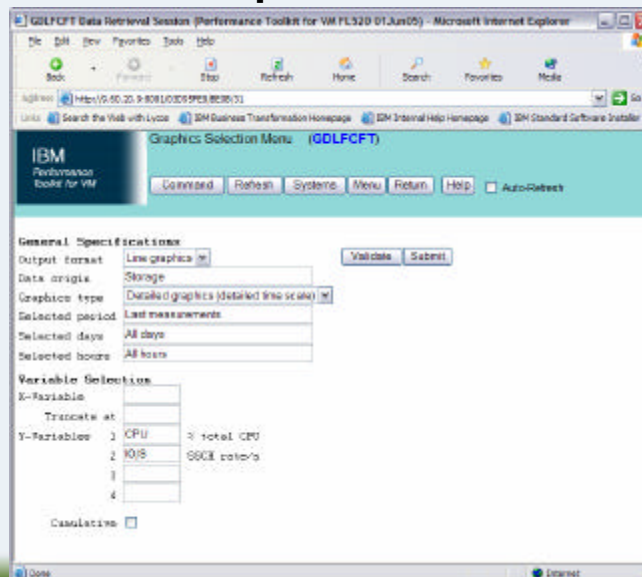 GDLFCFT Data Retrieval Session (Performance Toolkit for VM FL520 01Jun05) - Microsoft Internet Explorer
File Edit View Favorites Tools Help
Back Forward Stop Refresh Home Search Favorites Media
Address
Links Search the Web with Lycos IBM Business Transformation Homepage IBM Internal Help Homepage IBM Standard Software Installer
Graphics Selection Menu (GDLFCFT)
IBM
Performance
Toolkit for VM
Command Refresh Systems Menu Return Help Auto-Refresh
General Specifications
Output format Line graphics Validate Submit
Data origin Storage
Graphics type Detailed graphics (detailed time scale)
Selected period Last measurements
Selected days All days
Selected hours All hours
Variable Selection
X-Variable
Truncate at
Y-Variables 1 CPU % total CPU
2 IO/S SSCH rate/s
3
4
Cumulative
Done Internet